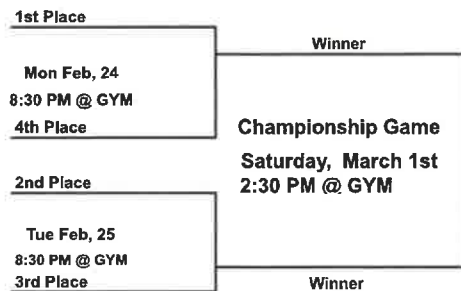 1st Place
Winner
Mon Feb, 24
8:30 PM @ GYM
4th Place
Championship Game
Saturday, March 1st
2:30 PM @ GYM
2nd Place
Tue Feb, 25
8:30 PM @ GYM
3rd Place
Winner